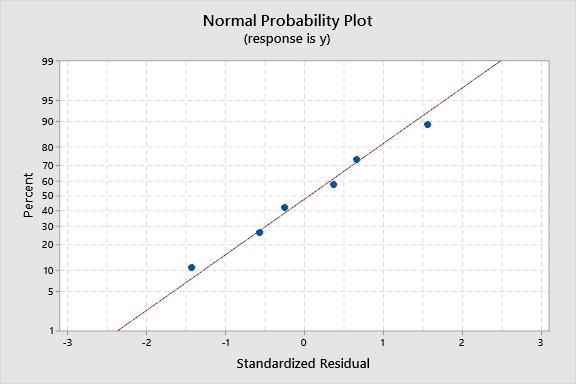 Normal Probability Plot
(response is y)
99
95
90
80
70
60
50
40
30
20
10
5
1
Percent
-3 -2 -1 0 1 2 3
Standardized Residual